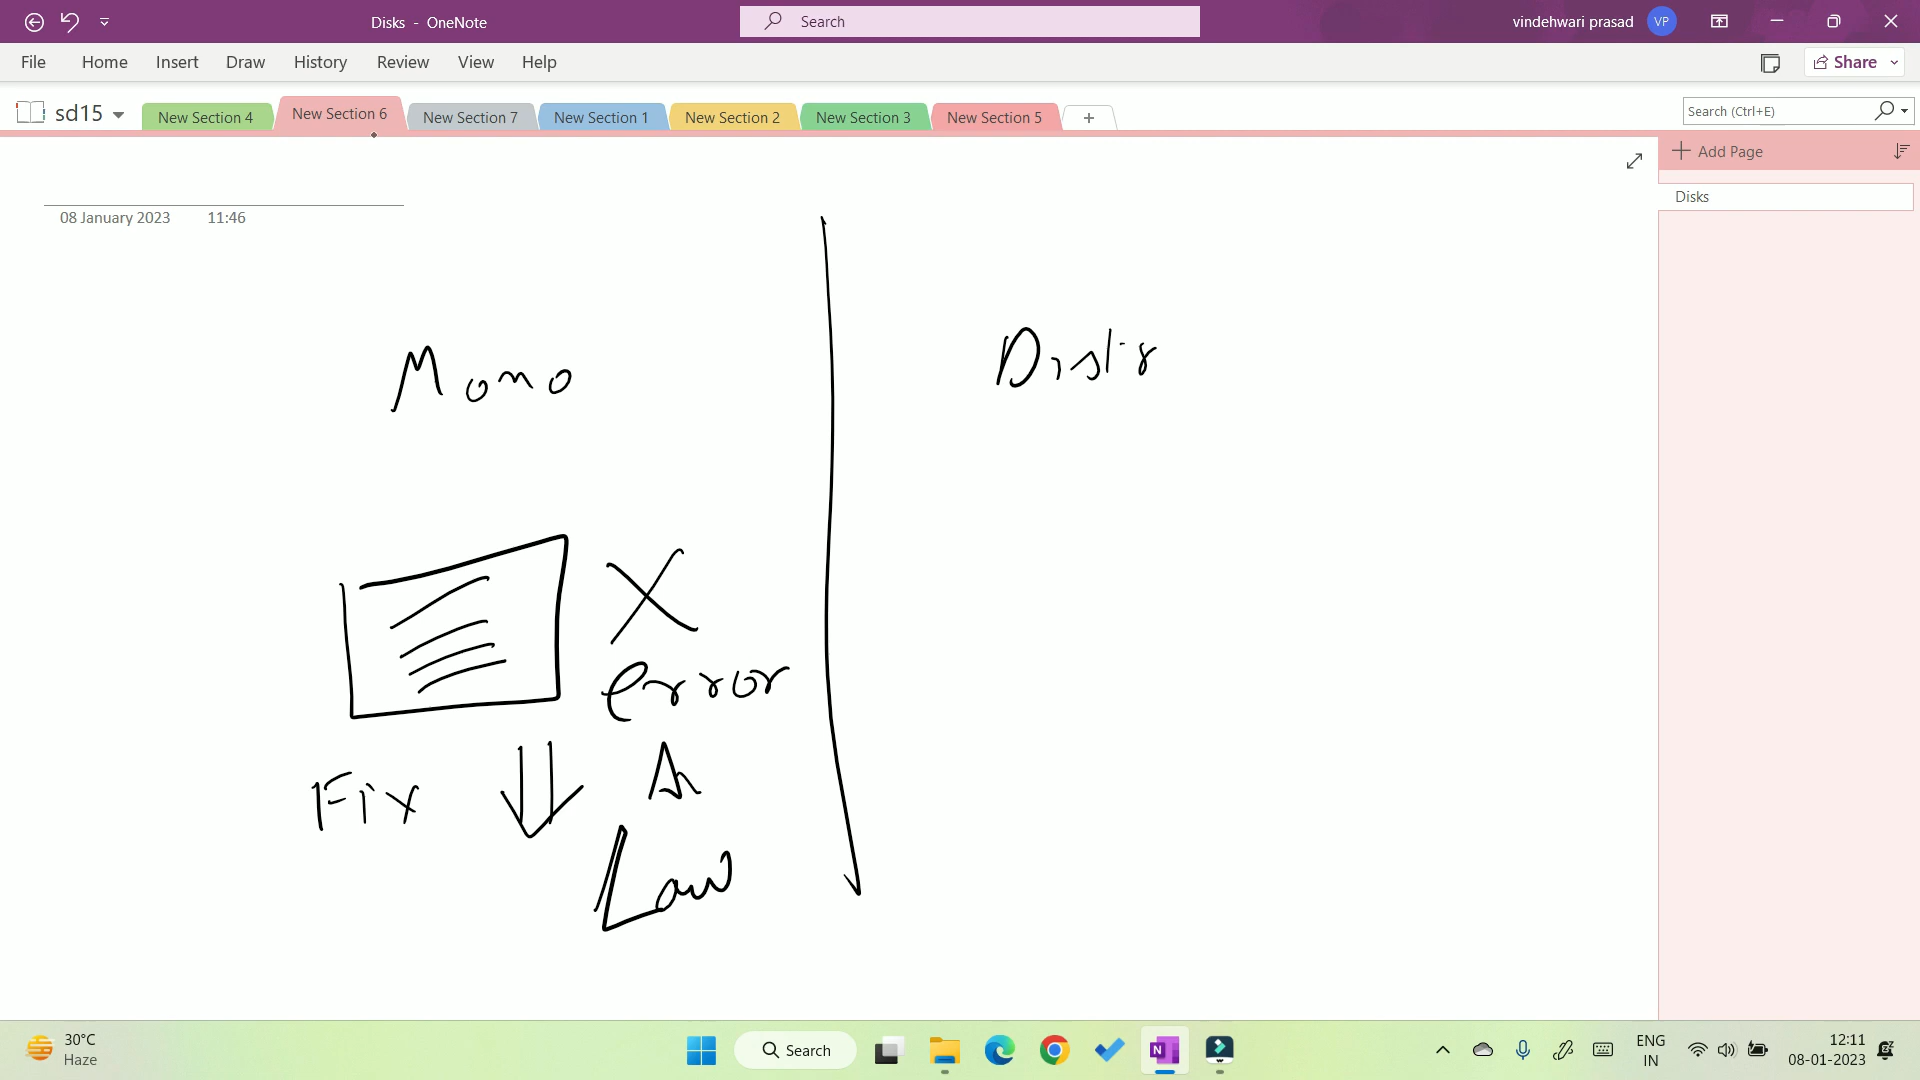 Disks - OneNote
Search
vindehwari prasad
VP
File Home Insert Draw History Review View Help
Share
sd15
New Section 4
New Section 6
New Section 7
New Section 1
New Section 2
New Section 3
New Section 5
+
Search (Ctrl+E)
Add Page
Disks
08 January 2023 11:46
Mono
Distr
X
error
Fix
Law
30°C
Haze
Search
ENG
IN
12:11
08-01-2023